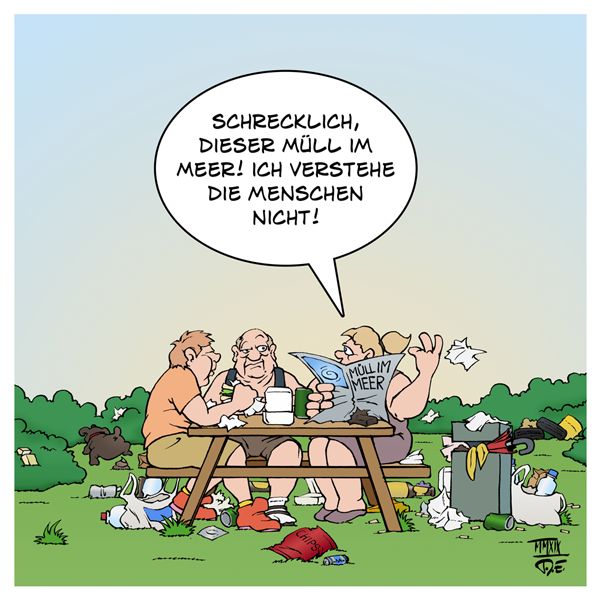 SCHRECKLICH,
DIESER MÜLL IM
MEER! ICH VERSTEHE
DIE MENSCHEN
NICHT!
MÜLL IM
MEER
CHIPS
MMXIX